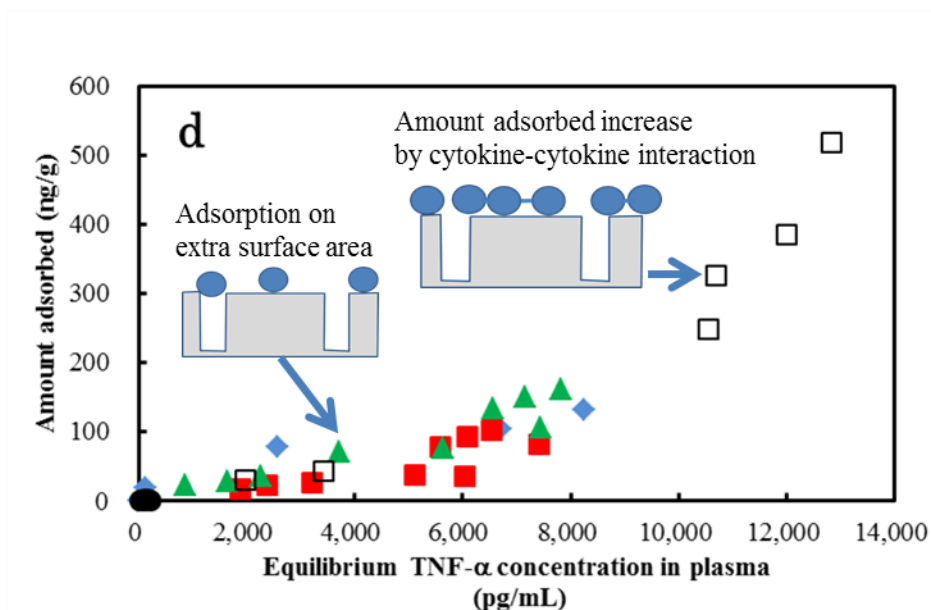 d
Amount adsorbed increase
by cytokine-cytokine interaction
Adsorption on
extra surface area
Amount adsorbed (ng/g)
600
500
400
300
200
100
0
0
2,000
4,000
6,000
8,000
10,000
12,000
14,000
Equilibrium TNF-α concentration in plasma
(pg/mL)